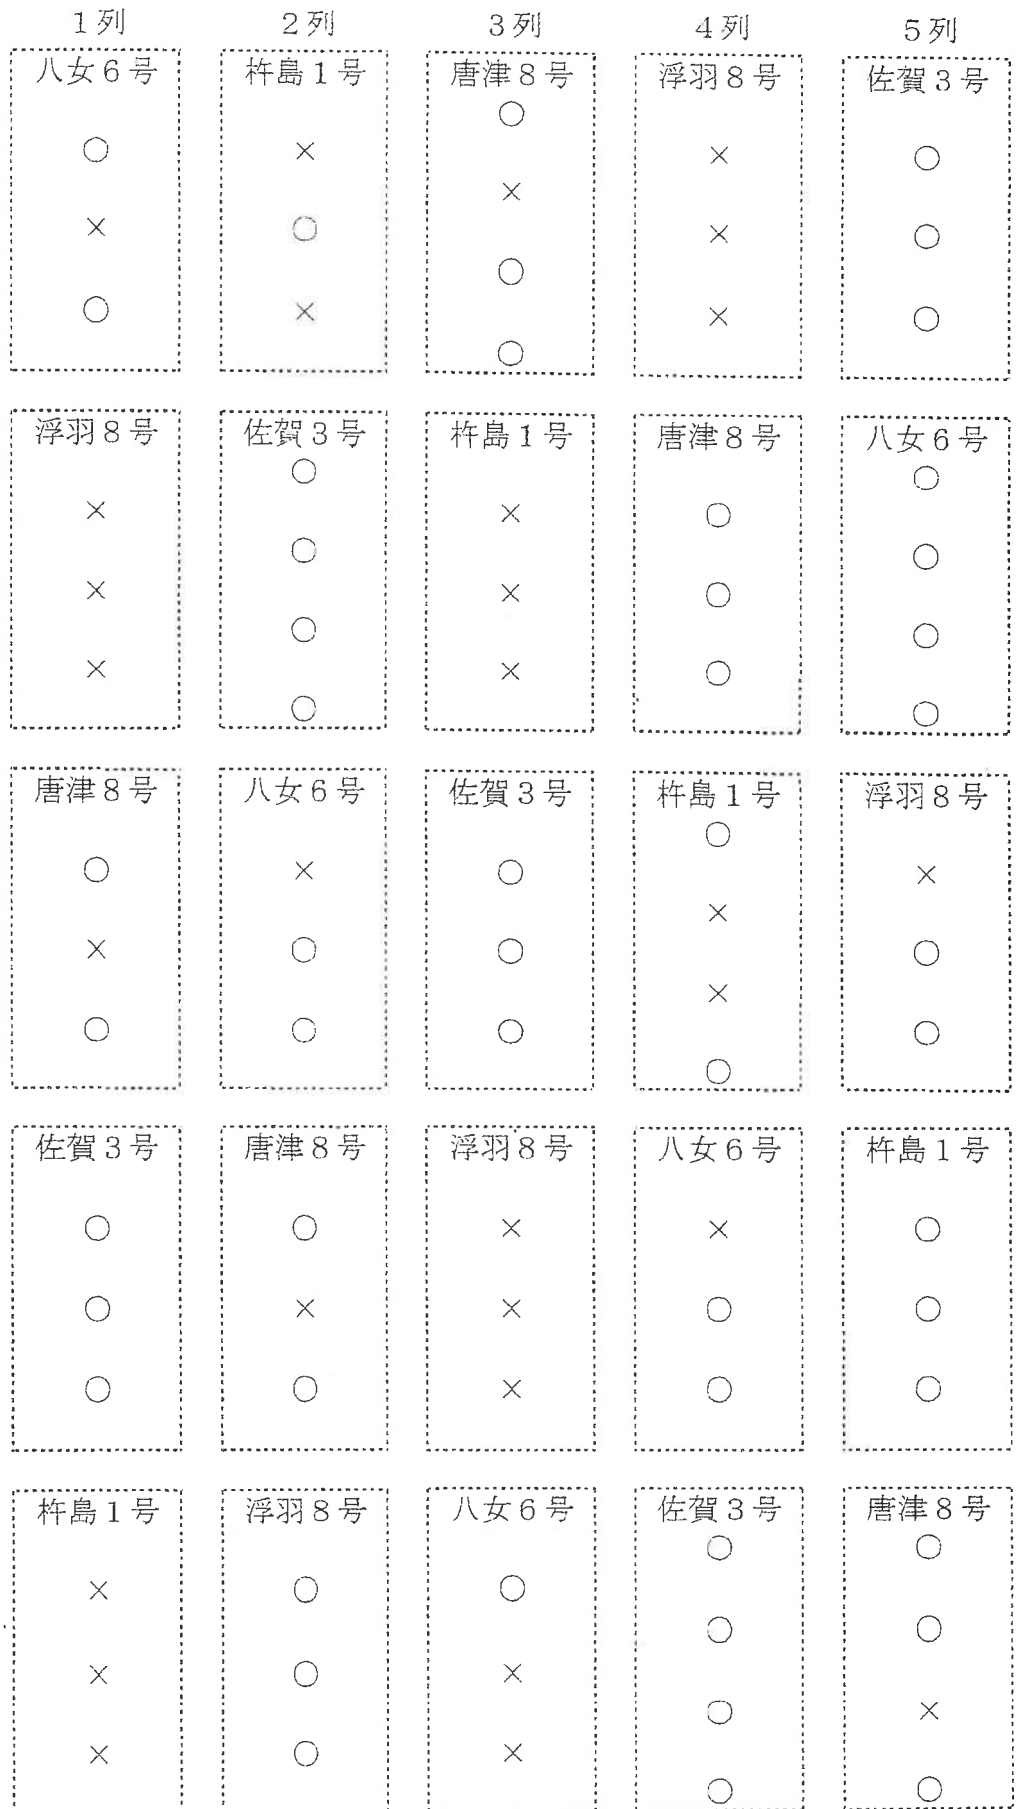 1列 2列 3列 4列 5列
八女6号 杵島1号 唐津8号 浮羽8号 佐賀3号
○
○ × × ○
×
× ○ × ○
○
○ × × ○
○
浮羽8号 佐賀3号 杵島1号 唐津8号 八女6号
○ ○
× × ○
○ ○
× × ○
○ ○
× × ○
○ ○
唐津8号 八女6号 佐賀3号 杵島1号 浮羽8号
○
○ × ○ ×
×
× ○ ○ ○
×
○ ○ ○ ○
○
佐賀3号 唐津8号 浮羽8号 八女6号 杵島1号
○ ○ × × ○
○ × × ○ ○
○ ○ × ○ ○
杵島1号 浮羽8号 八女6号 佐賀3号 唐津8号
○ ○
× ○ ○
○ ○
× ○ ×
○ ×
× ○ ×
○ ○